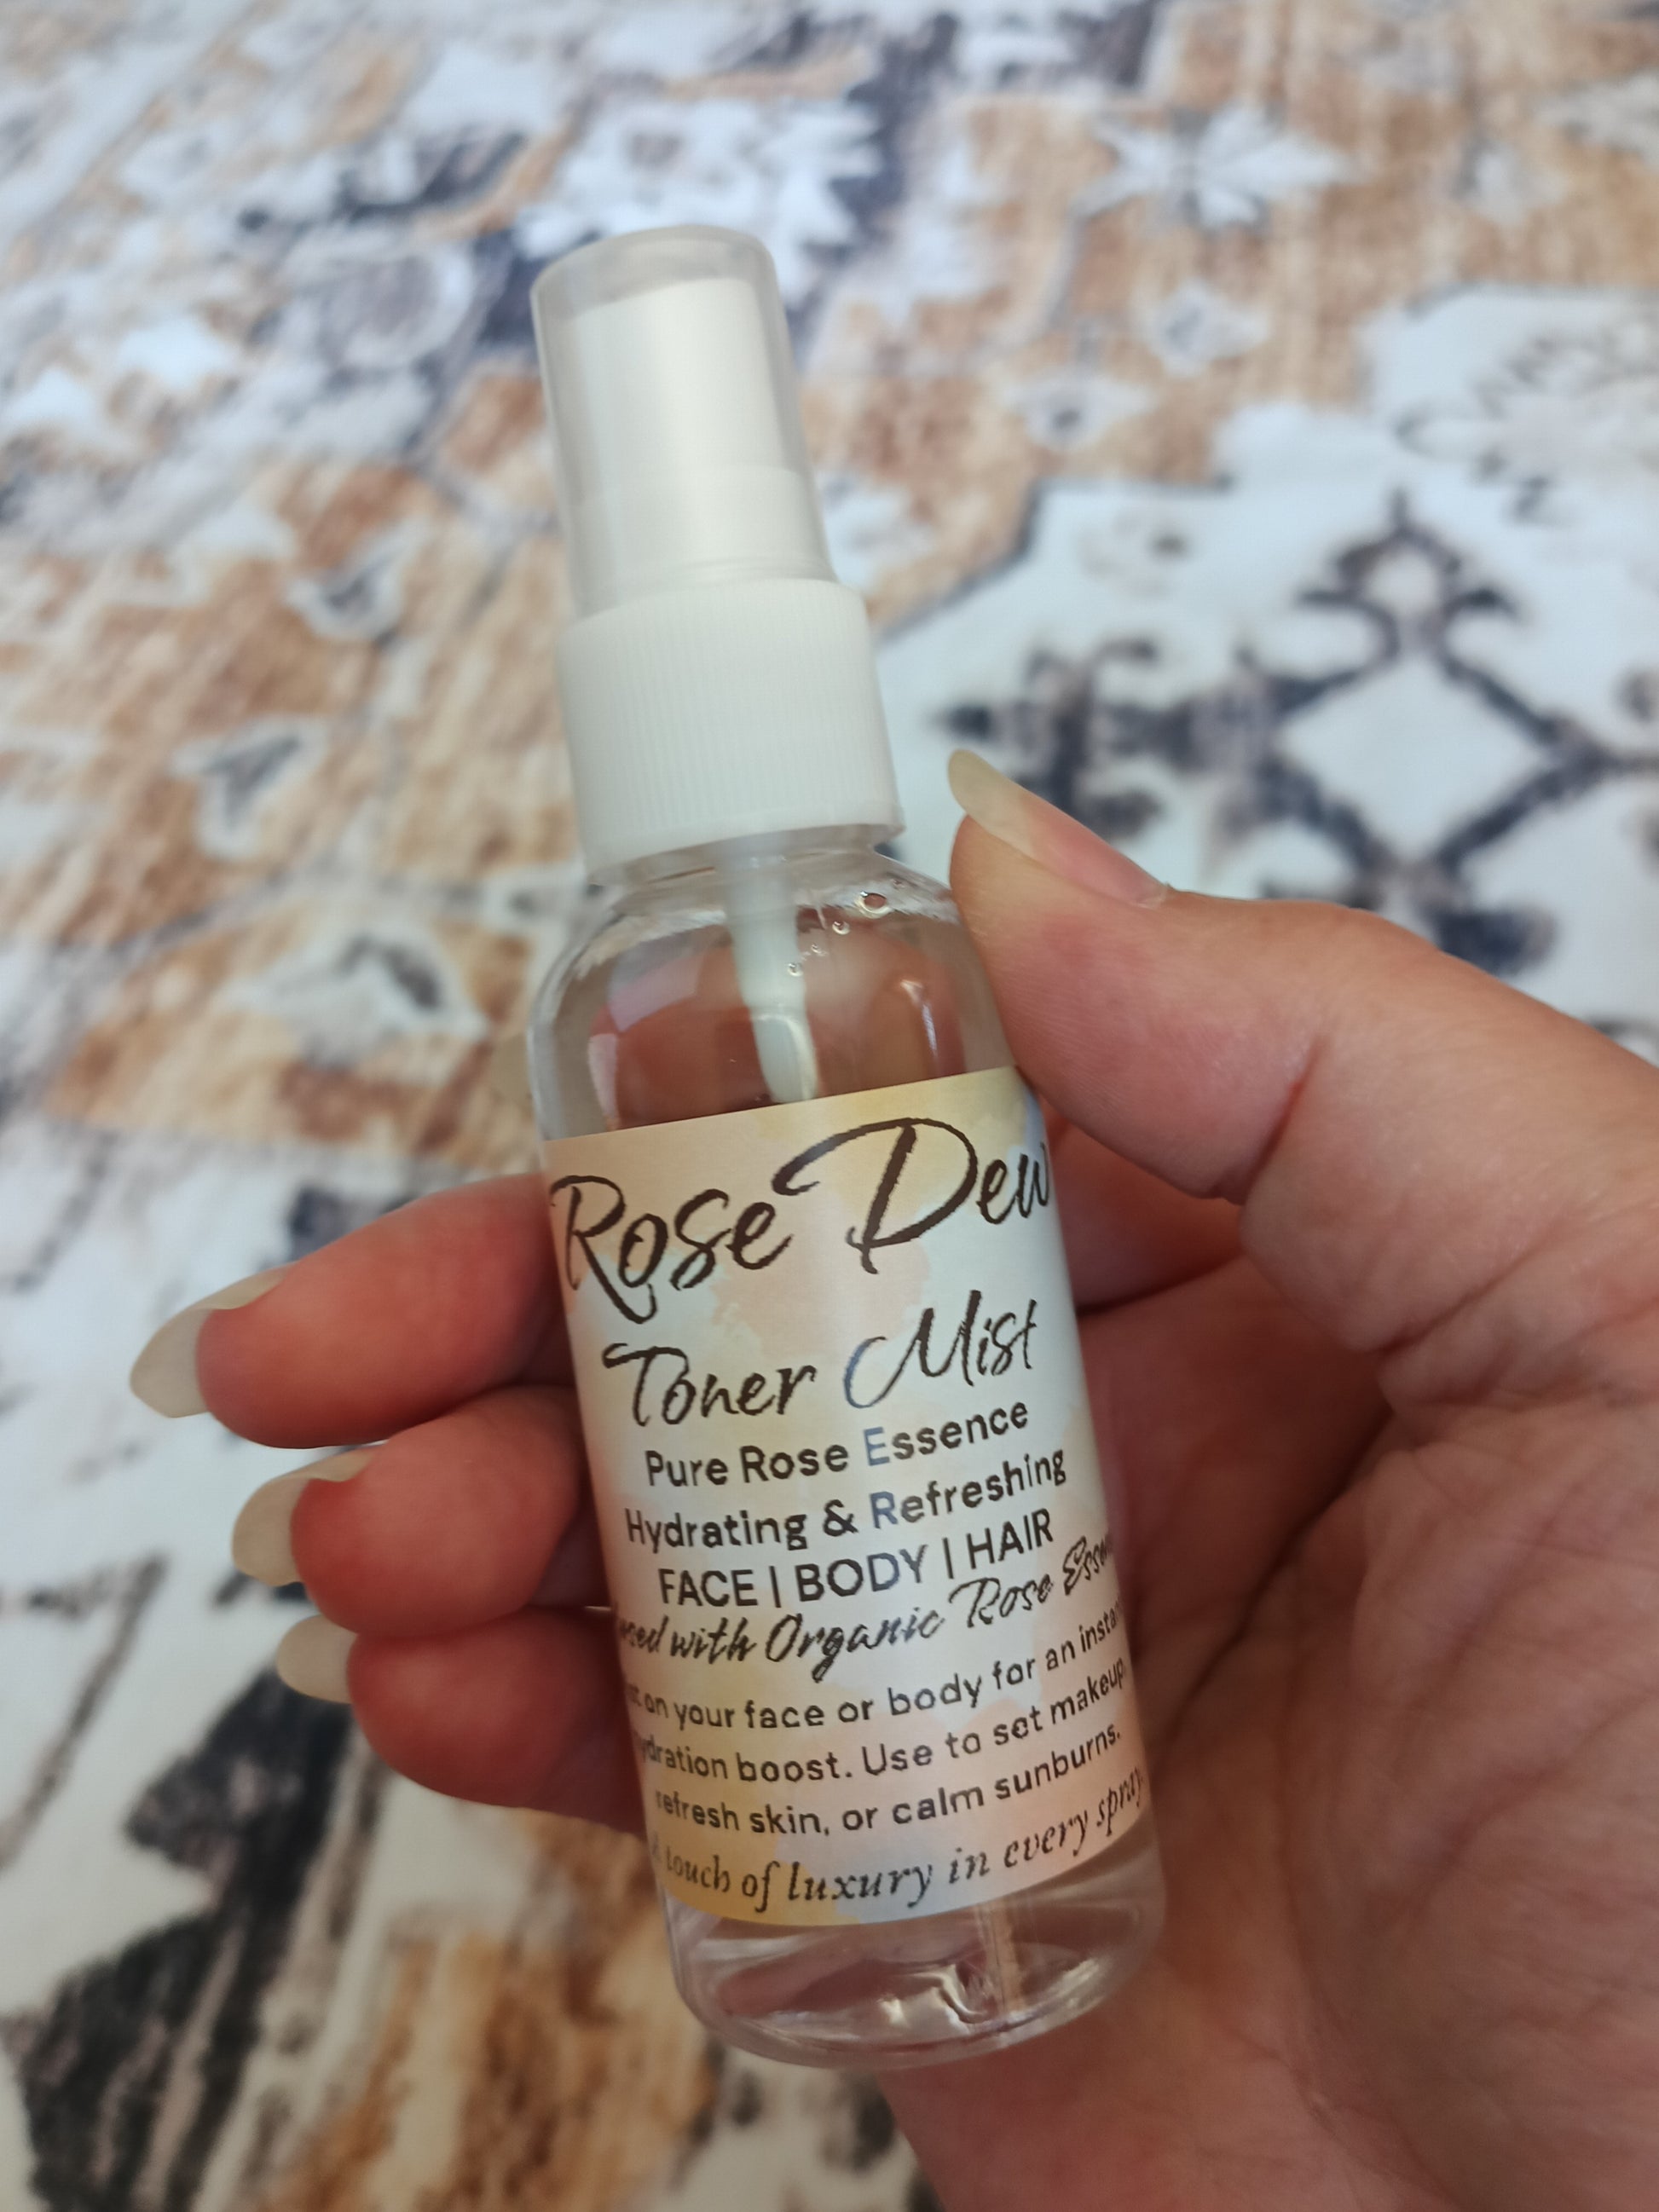 Rose Dew
Toner Mist
Pure Rose Essence
Hydrating & Refreshing
FACE | BODY | HAIR
with Organic Rose
on your face or body for an
boost. Use to set makeup,
refresh skin, or calm sunburns.
touch of luxury in every spray